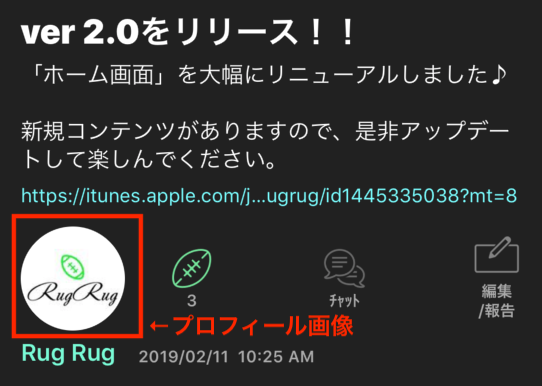 ver 2.0をリリース！！
「ホーム画面」を大幅にリニューアルしました♪
新規コンテンツがありますので、是非アップデー
トして楽しんでください。
https://itunes.apple.com/j...ugrug/id1445335038?mt=8
RugRug
3
チャット
編集
/報告
←プロフィール画像
Rug Rug
2019/02/11 10:25 AM